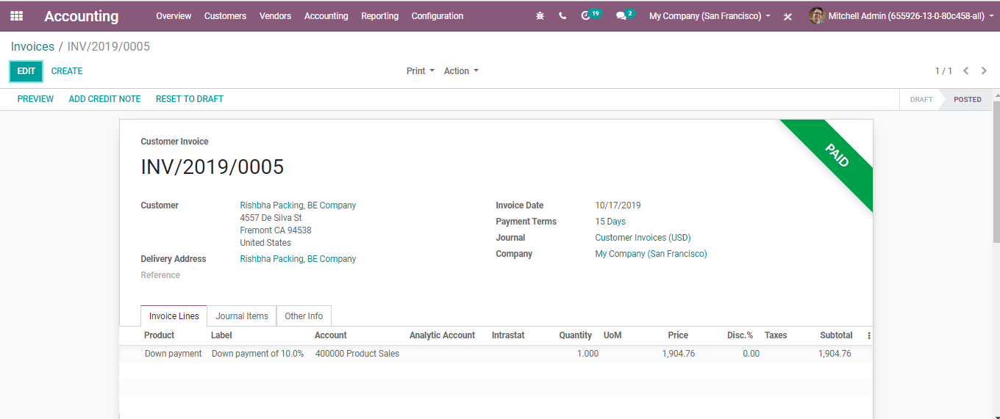 Accounting Overview Customers Vendors Accounting Reporting Configuration 19 2 My Company (San Francisco) Mitchell Admin (655926-13-0-80c458-all)
Invoices / INV/2019/0005
EDIT CREATE Print Action 1 / 1
PREVIEW ADD CREDIT NOTE RESET TO DRAFT DRAFT POSTED
PAID
Customer Invoice
INV/2019/0005
Customer Rishbha Packing, BE Company Invoice Date 10/17/2019
4557 De Silva St
Payment Terms 15 Days
Fremont CA 94538
Journal Customer Invoices (USD)
United States
Company My Company (San Francisco)
Delivery Address Rishbha Packing, BE Company
Reference
Invoice Lines Journal Items Other Info
Product Label Account Analytic Account Intrastat Quantity UoM Price Disc.% Taxes Subtotal
Down payment Down payment of 10.0% 400000 Product Sales 1.000 1,904.76 0.00 1,904.76